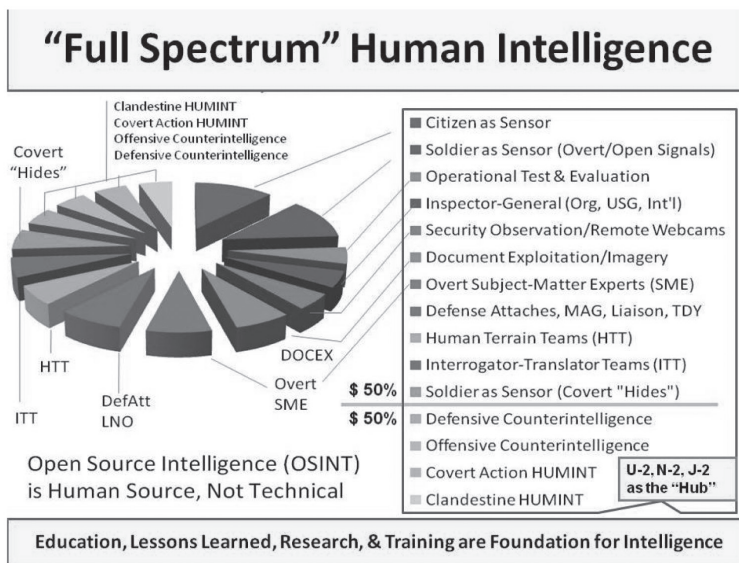 “Full Spectrum” Human Intelligence
Clandestine HUMINT
Covert Action HUMINT
Offensive Counterintelligence
Defensive Counterintelligence
Covert
“Hides”
ITT
HTT
DefAtt
LNO
Overt
SME
DOCEX
Citizen as Sensor
Soldier as Sensor (Overt/Open Signals)
Operational Test & Evaluation
Inspector-General (Org, USG, Int'l)
Security Observation/Remote Webcams
Document Exploitation/Imagery
Overt Subject-Matter Experts (SME)
Defense Attaches, MAG, Liaison, TDY
Human Terrain Teams (HTT)
Interrogator-Translator Teams (ITT)
$ 50% Soldier as Sensor (Covert "Hides")
$ 50% Defensive Counterintelligence
Offensive Counterintelligence
Covert Action HUMINT
Clandestine HUMINT
U-2, N-2, J-2
as the “Hub”
Open Source Intelligence (OSINT)
is Human Source, Not Technical
Education, Lessons Learned, Research, & Training are Foundation for Intelligence